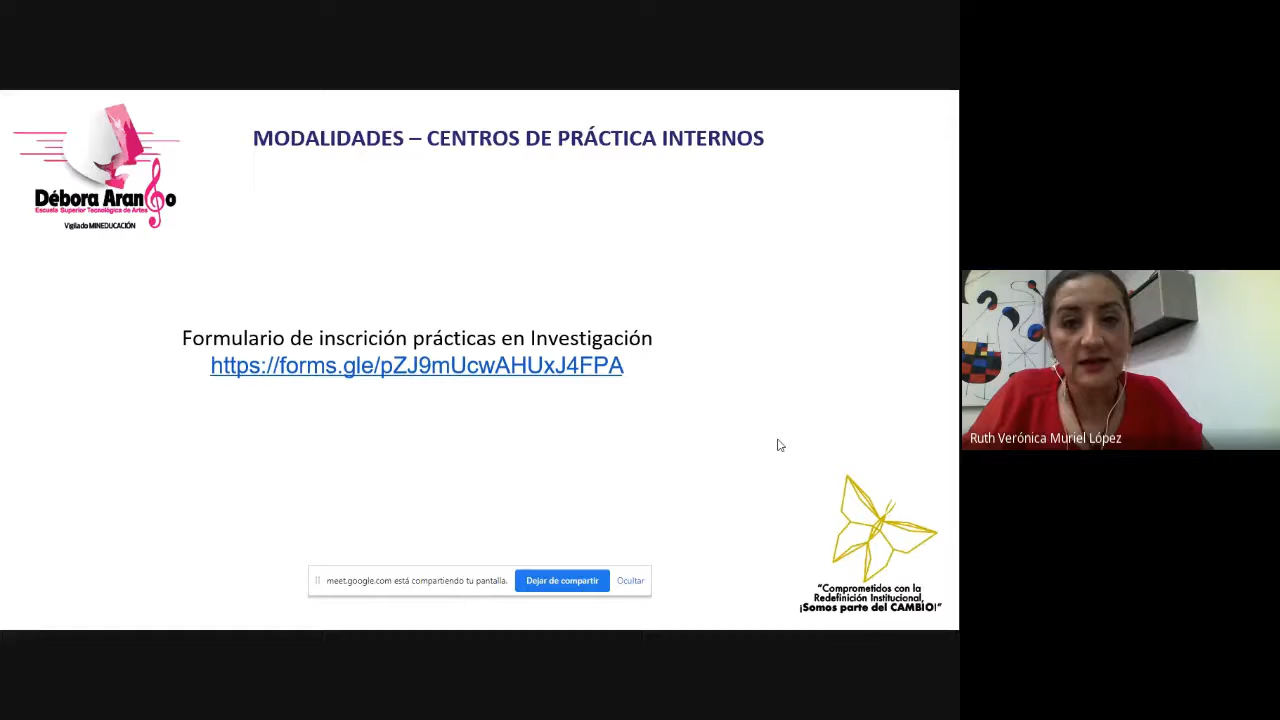 MODALIDADES – CENTROS DE PRÁCTICA INTERNOS
Débora Arango
Escuela Superior Tecnológica de Artes
Vigilado MINEDUCACIÓN
Formulario de inscrición prácticas en Investigación
https://forms.gle/pZJ9mUcwAHUxJ4FPA
Ruth Verónica Muriel López
meet.google.com está compartiendo tu pantalla.
Dejar de compartir
Ocultar
“Comprometidos con la
Redefinición Institucional,
¡Somos parte del CAMBIO!”